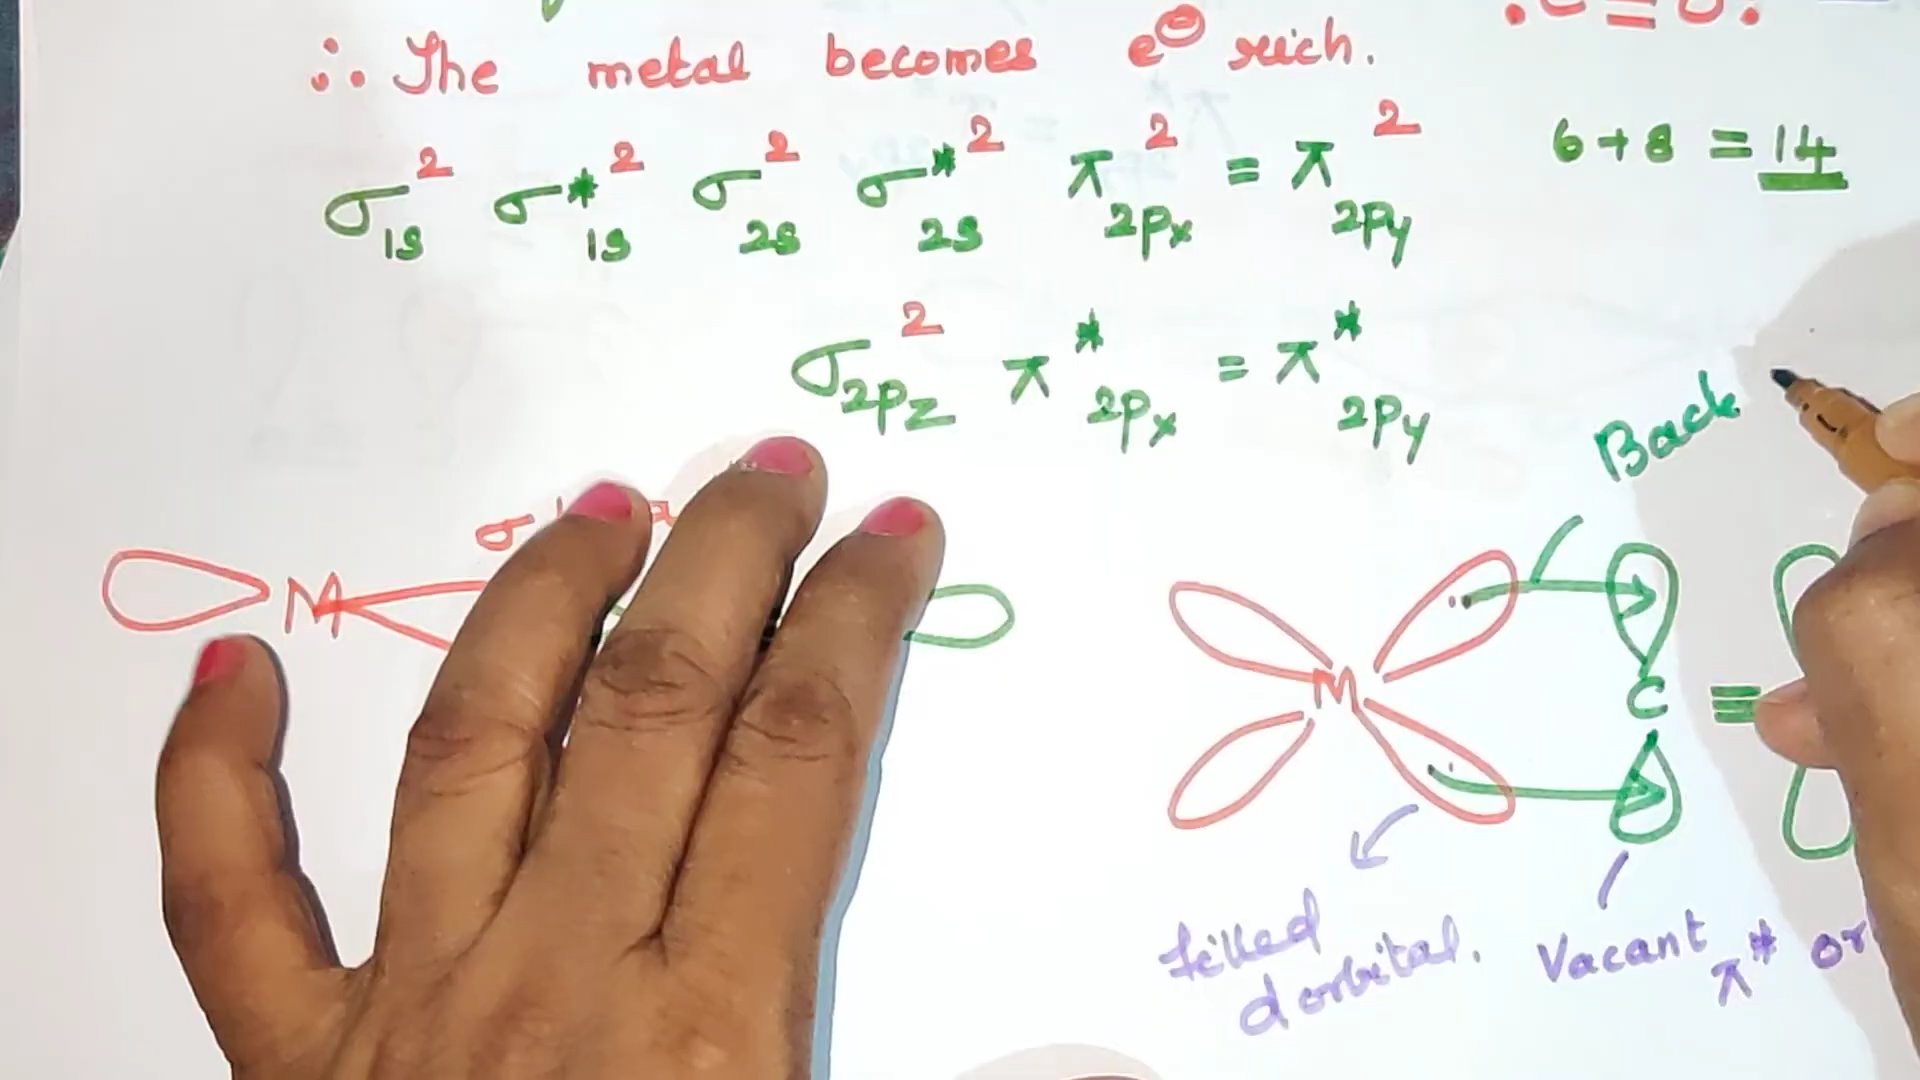 :C≡O:
∴ The metal becomes e⊖ rich.
6+8 = 14
σ1s² σ*1s² σ2s² σ*2s² π2px² = π2py²
σ2pz² π*2px = π*2py
Back
σ
M
M
C ≡
filled d orbital.
Vacant π*